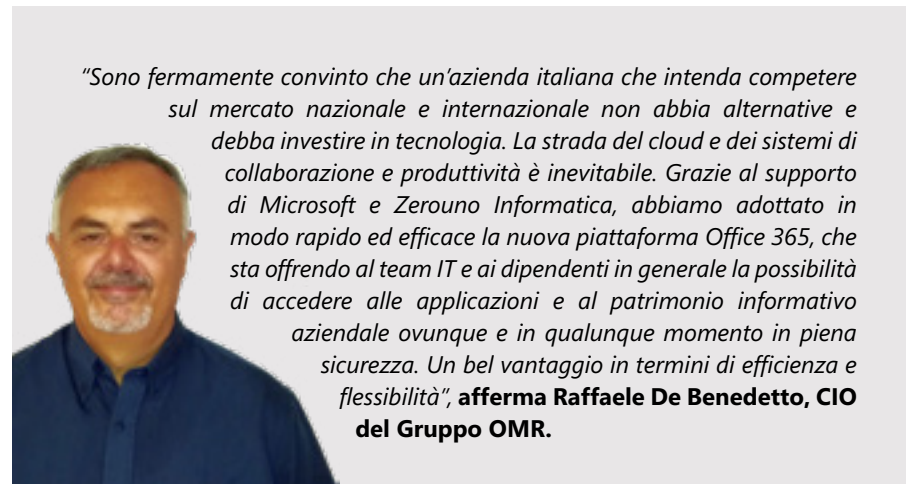 “Sono fermamente convinto che un’azienda italiana che intenda competere
sul mercato nazionale e internazionale non abbia alternative e
debba investire in tecnologia. La strada del cloud e dei sistemi di
collaborazione e produttività è inevitabile. Grazie al supporto
di Microsoft e Zerouno Informatica, abbiamo adottato in
modo rapido ed efficace la nuova piattaforma Office 365, che
sta offrendo al team IT e ai dipendenti in generale la possibilità
di accedere alle applicazioni e al patrimonio informativo
aziendale ovunque e in qualunque momento in piena
sicurezza. Un bel vantaggio in termini di efficienza e
flessibilità”, afferma Raffaele De Benedetto, CIO
del Gruppo OMR.